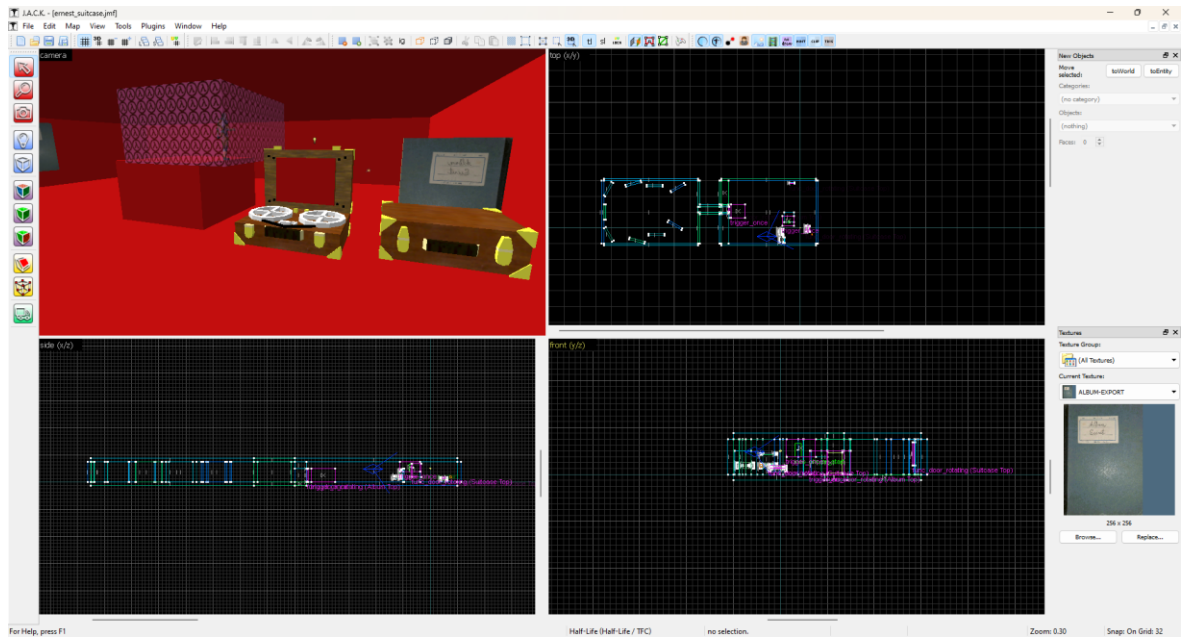 J.A.C.K. - [ernest_suitcase.jmf]
File Edit Map View Tools Plugins Window Help
camera
top (x/y)
trigger_once
side (x/z)
front (y/z)
door_rotating (Suitcase Top)
New Objects
Move selected:
toWorld
toEntity
Categories:
(no category)
Objects:
(nothing)
Faces: 0
Textures
Texture Group:
(All Textures)
Current Texture:
ALBUM-EXPORT
256 x 256
Browse...
Replace...
For Help, press F1
Half-Life (Half-Life / TFC)
no selection.
Zoom: 0.30
Snap: On Grid: 32